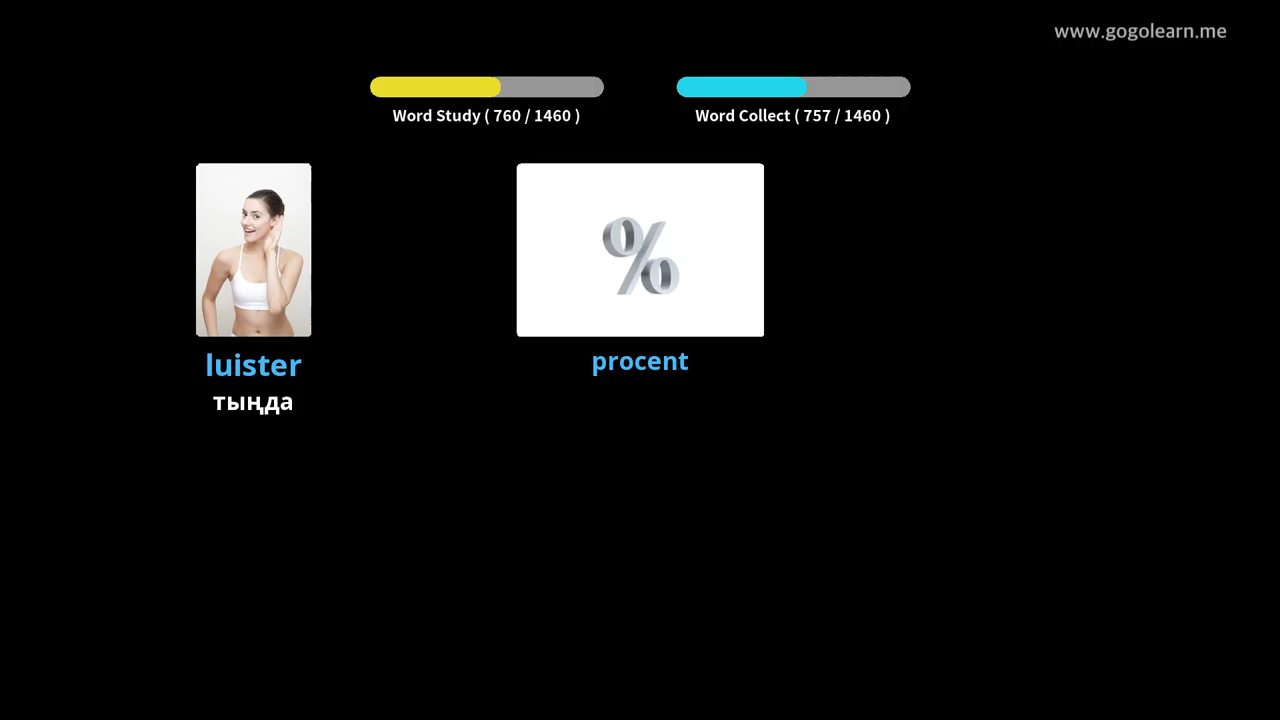 www.gogolearn.me
Word Study ( 760 / 1460 )
Word Collect ( 757 / 1460 )
%
luister
тыңда
procent